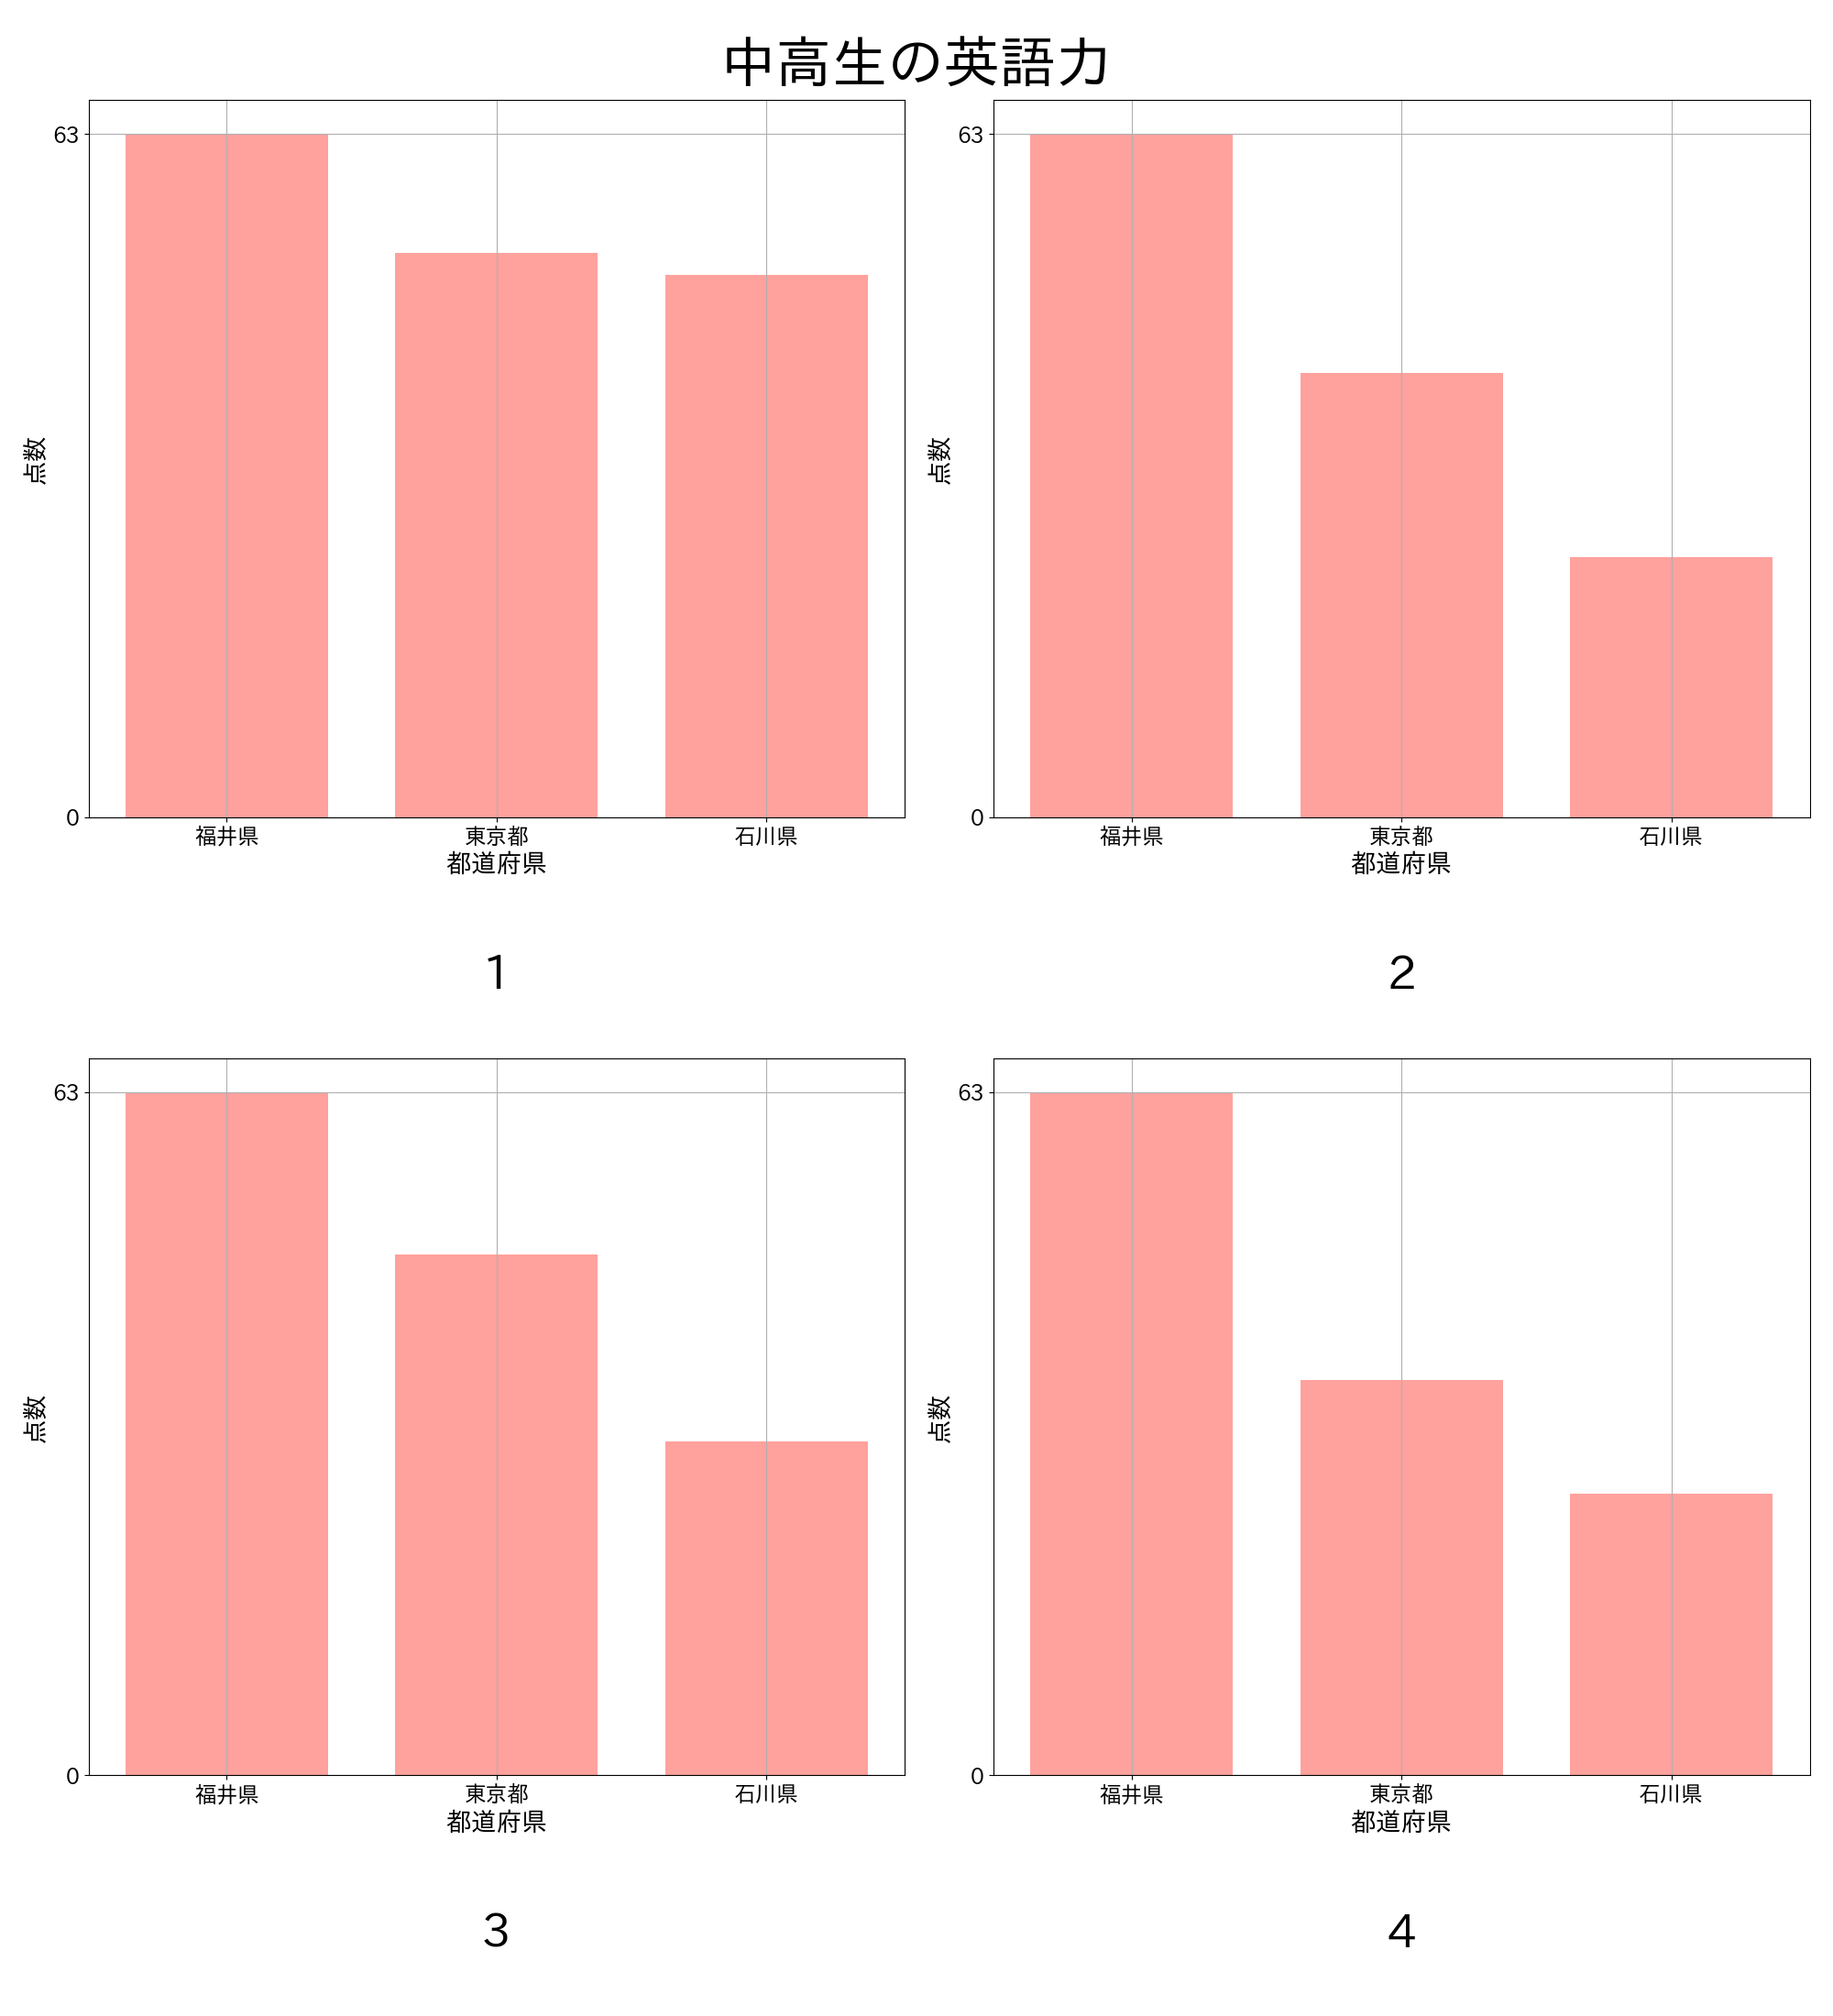 中高生の英語力
63
0
点数
福井県 東京都 石川県
都道府県
1
63
0
点数
福井県 東京都 石川県
都道府県
2
63
0
点数
福井県 東京都 石川県
都道府県
3
63
0
点数
福井県 東京都 石川県
都道府県
4